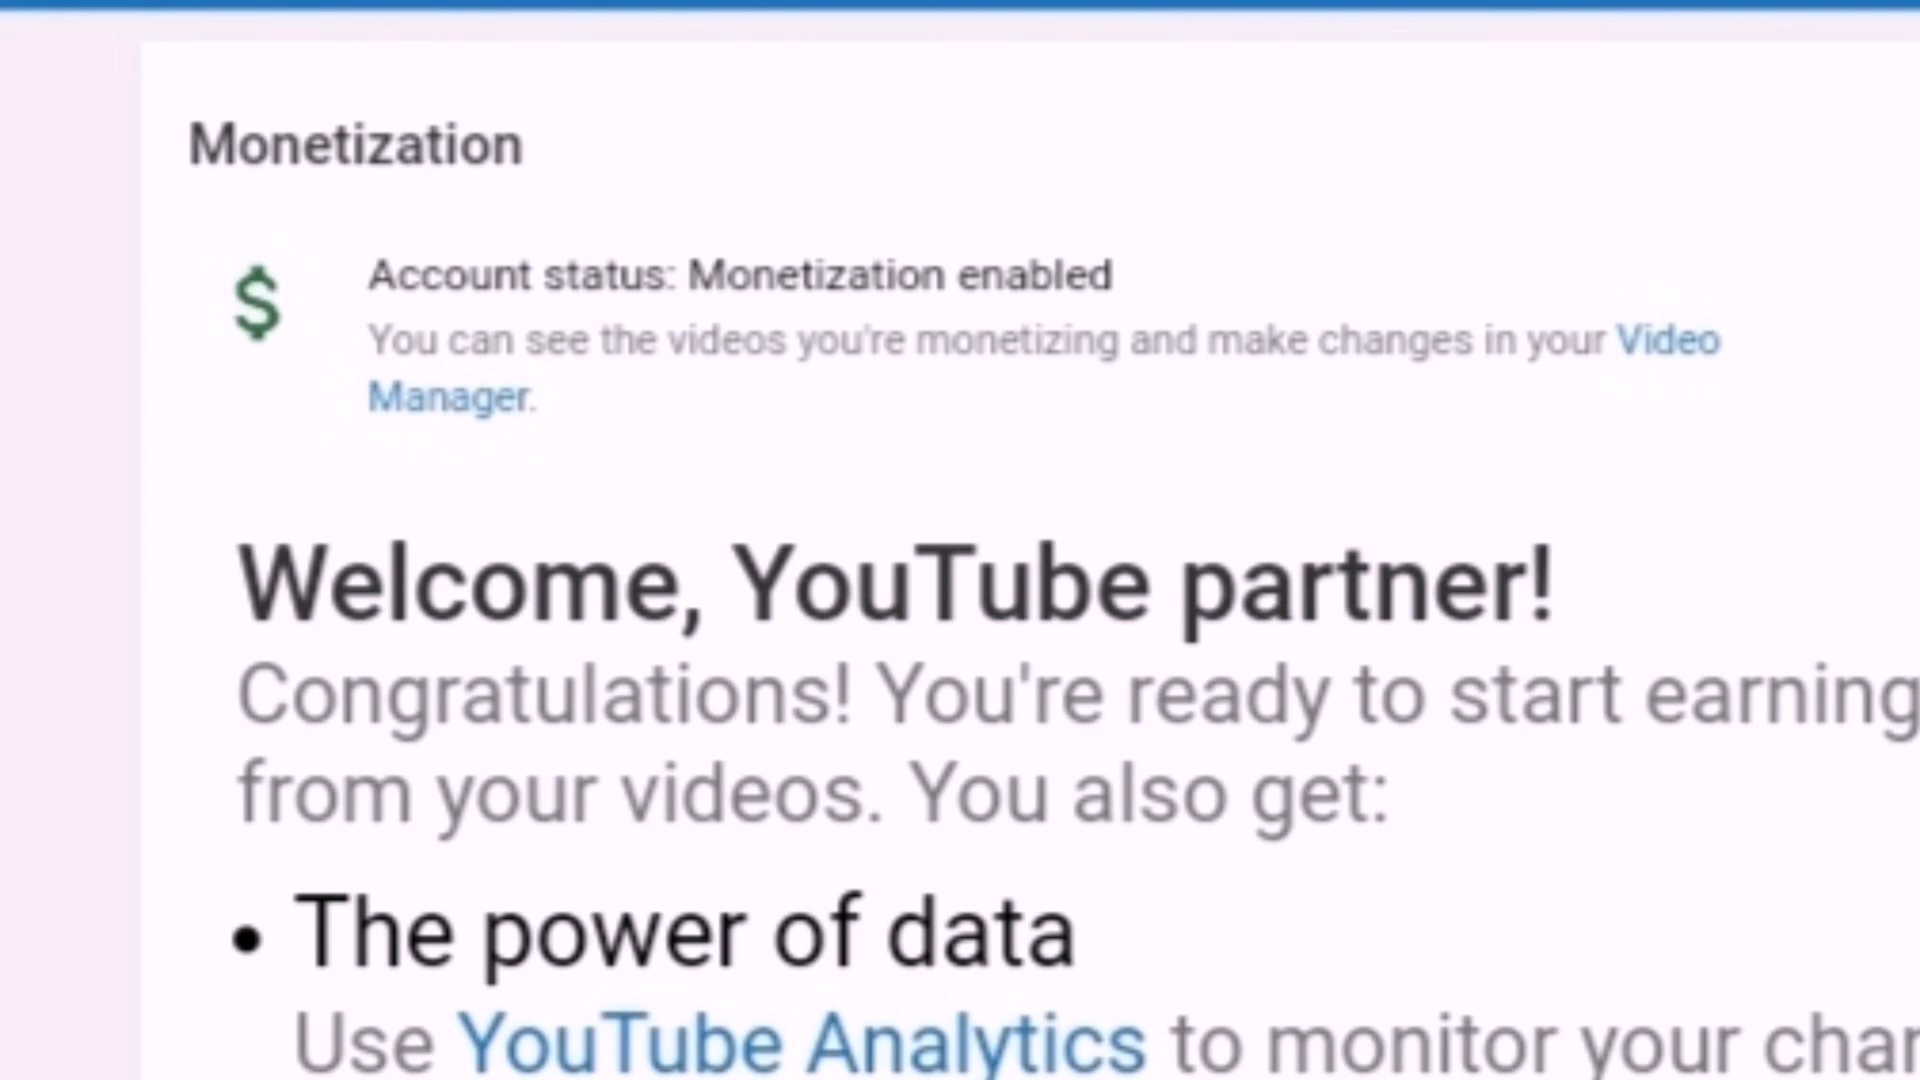 Monetization
Account status: Monetization enabled
You can see the videos you're monetizing and make changes in your Video
Manager.
Welcome, YouTube partner!
Congratulations! You're ready to start earning
from your videos. You also get:
• The power of data
Use YouTube Analytics to monitor your